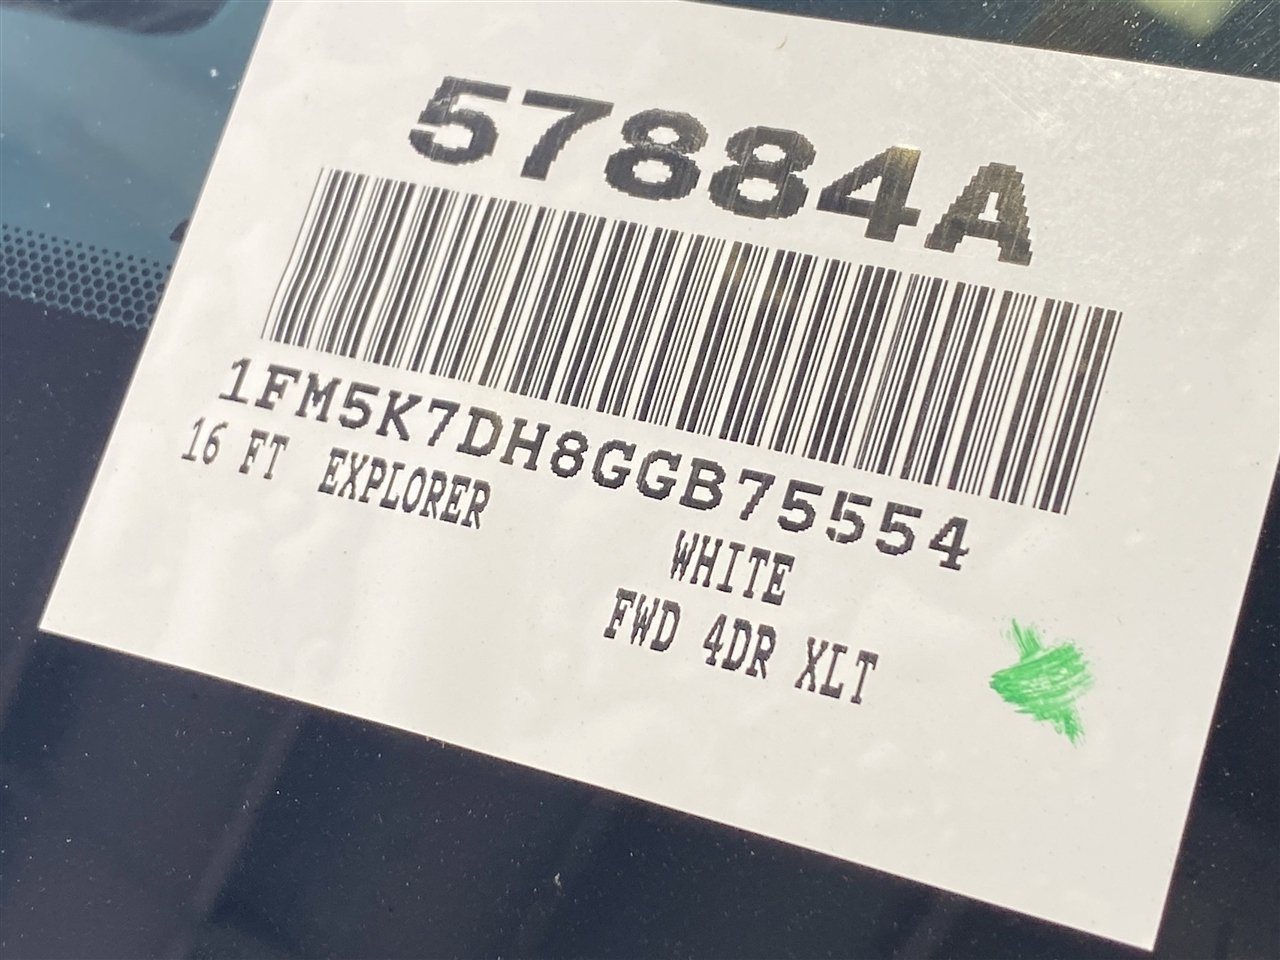 57884A
1FM5K7DH8GGB75554
16 FT EXPLORER
WHITE
FWD 4DR XLT